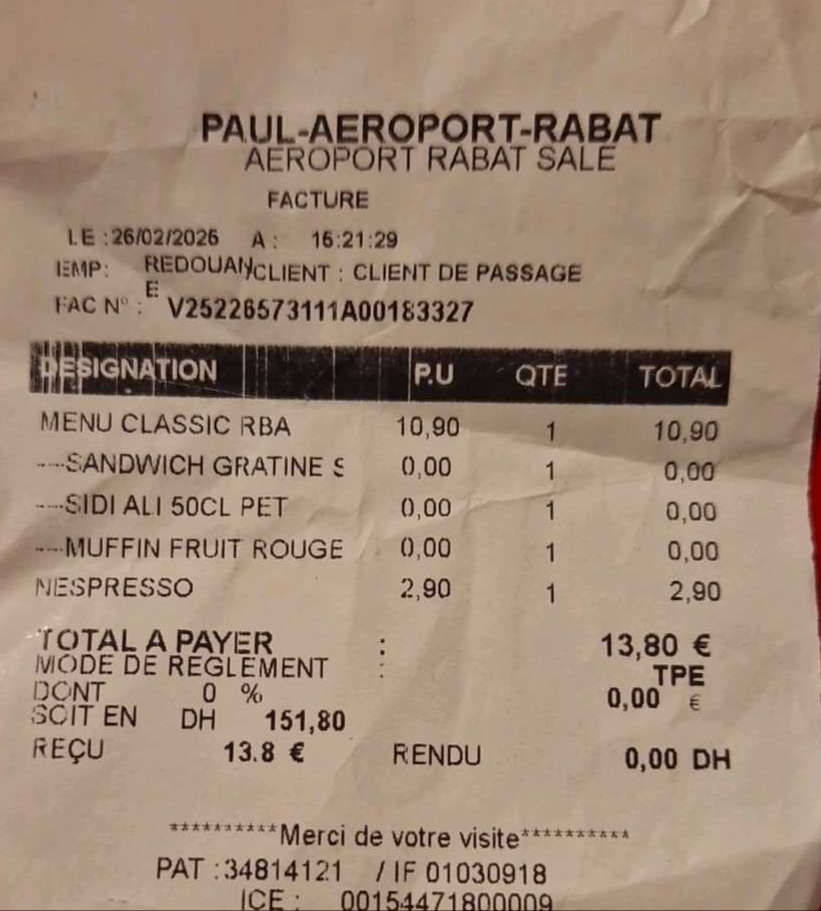 PAUL-AEROPORT-RABAT
AEROPORT RABAT SALE
FACTURE
LE : 26/02/2026 A : 16:21:29
EMP: REDOUANE CLIENT : CLIENT DE PASSAGE
FAC N° : V25226573111A00183327
DESIGNATION P.U QTE TOTAL
MENU CLASSIC RBA 10,90 1 10,90
---SANDWICH GRATINE S 0,00 1 0,00
---SIDI ALI 50CL PET 0,00 1 0,00
---MUFFIN FRUIT ROUGE 0,00 1 0,00
NESPRESSO 2,90 1 2,90
TOTAL A PAYER : 13,80 €
MODE DE REGLEMENT : TPE
DONT 0 % 0,00 €
SOIT EN DH 151,80
REÇU 13.8 € RENDU 0,00 DH
**********Merci de votre visite**********
PAT : 34814121 / IF 01030918
ICE : 00154471800009